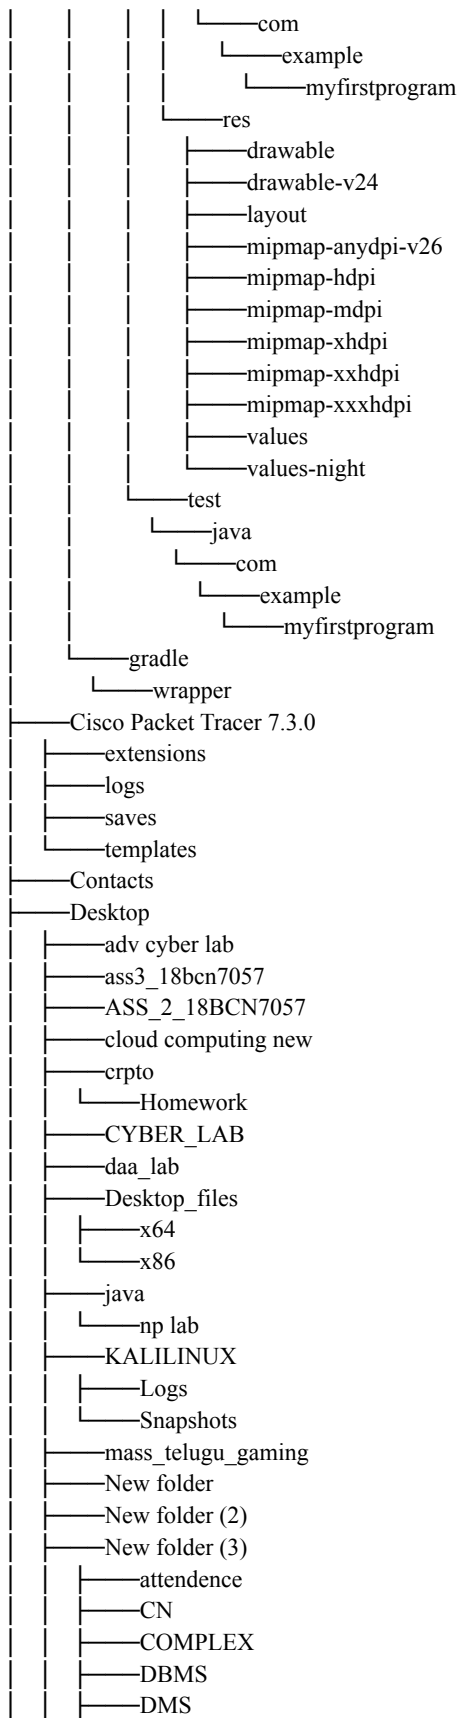 com
example
myfirstprogram
res
drawable
drawable-v24
layout
mipmap-anydpi-v26
mipmap-hdpi
mipmap-mdpi
mipmap-xhdpi
mipmap-xxhdpi
mipmap-xxxhdpi
values
values-night
test
java
com
example
myfirstprogram
gradle
wrapper
Cisco Packet Tracer 7.3.0
extensions
logs
saves
templates
Contacts
Desktop
adv cyber lab
ass3_18bcn7057
ASS_2_18BCN7057
cloud computing new
crpto
Homework
CYBER_LAB
daa_lab
Desktop_files
x64
x86
java
np lab
KALILINUX
Logs
Snapshots
mass_telugu_gaming
New folder
New folder (2)
New folder (3)
attendence
CN
COMPLEX
DBMS
DMS